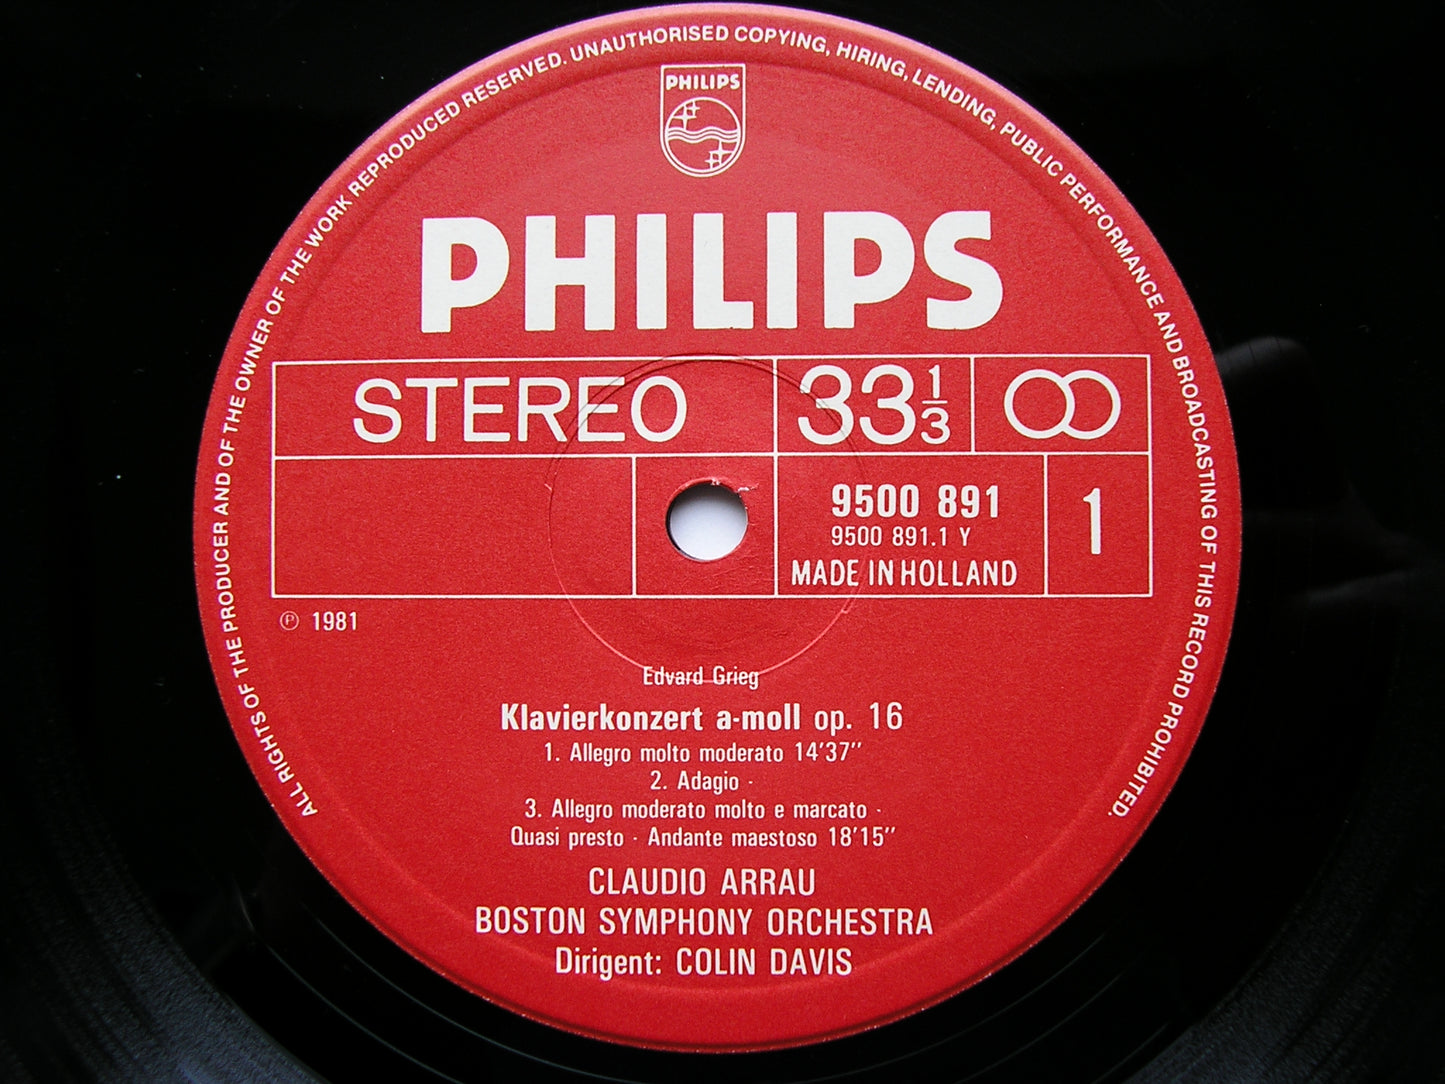 ALL RIGHTS OF THE PRODUCER AND OF THE OWNER OF THE WORK REPRODUCED RESERVED. UNAUTHORISED COPYING, HIRING, LENDING, PUBLIC PERFORMANCE AND BROADCASTING OF THIS RECORD PROHIBITED.
PHILIPS
PHILIPS
STEREO 33 1/3
9500 891 1
9500 891.1 Y
MADE IN HOLLAND
℗ 1981
Edvard Grieg
Klavierkonzert a-moll op. 16
1. Allegro molto moderato 14'37''
2. Adagio ·
3. Allegro moderato molto e marcato ·
Quasi presto · Andante maestoso 18'15''
CLAUDIO ARRAU
BOSTON SYMPHONY ORCHESTRA
Dirigent: COLIN DAVIS